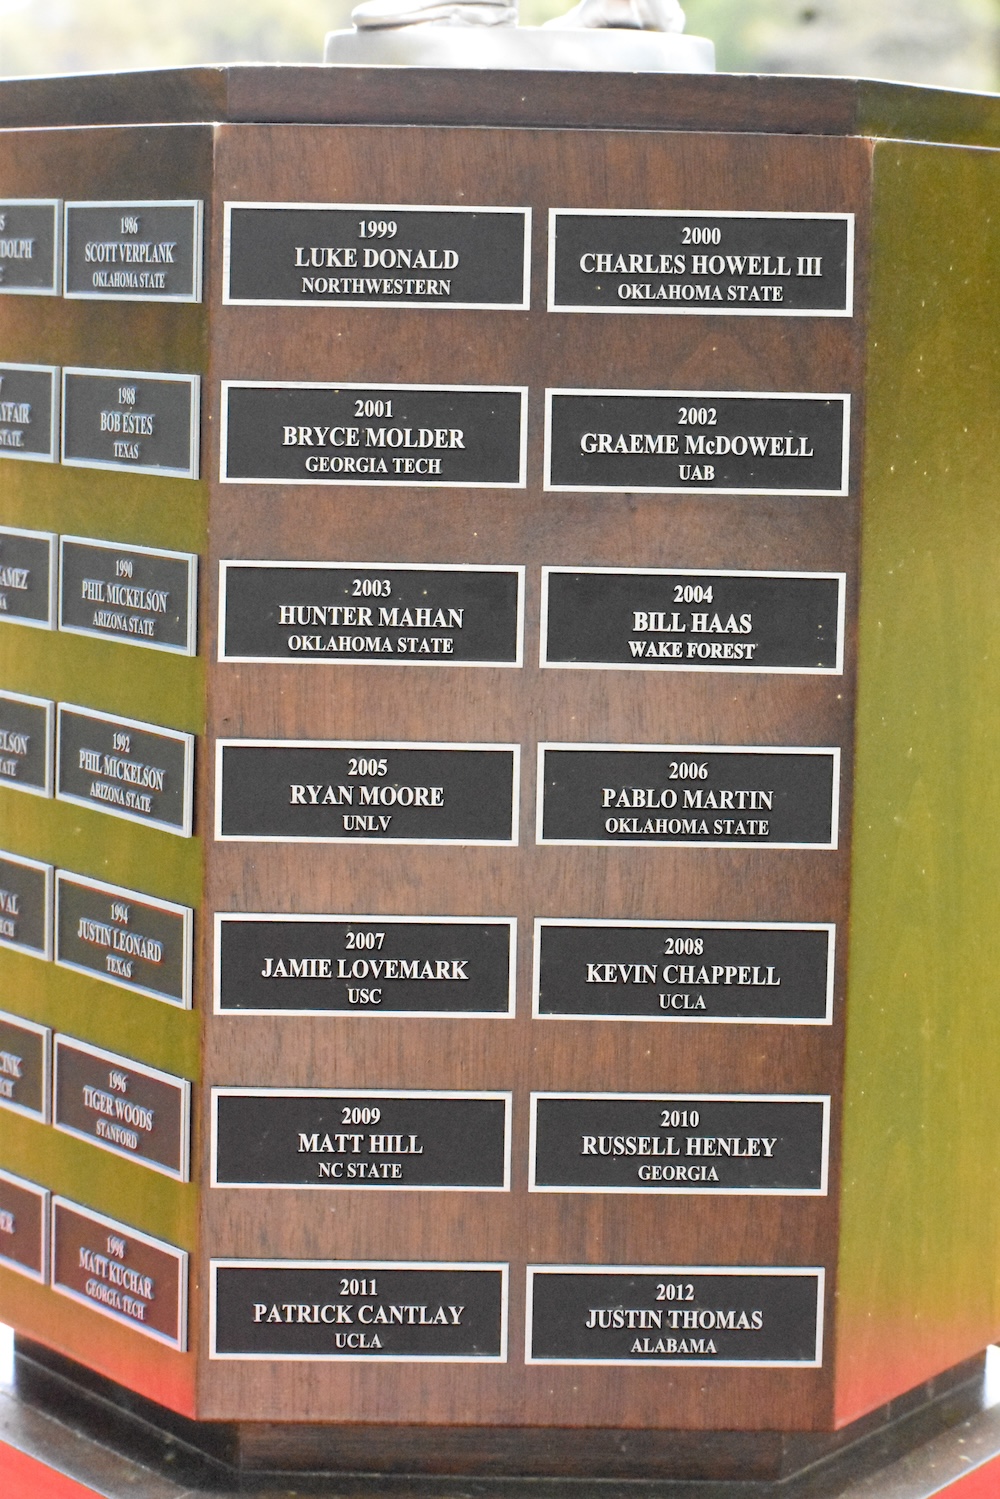 1986
SCOTT VERPLANK
OKLAHOMA STATE
1988
BOB ESTES
TEXAS
1990
PHIL MICKELSON
ARIZONA STATE
1992
PHIL MICKELSON
ARIZONA STATE
1994
JUSTIN LEONARD
TEXAS
1996
TIGER WOODS
STANFORD
1998
MATT KUCHAR
GEORGIA TECH
1999
LUKE DONALD
NORTHWESTERN
2000
CHARLES HOWELL III
OKLAHOMA STATE
2001
BRYCE MOLDER
GEORGIA TECH
2002
GRAEME McDOWELL
UAB
2003
HUNTER MAHAN
OKLAHOMA STATE
2004
BILL HAAS
WAKE FOREST
2005
RYAN MOORE
UNLV
2006
PABLO MARTIN
OKLAHOMA STATE
2007
JAMIE LOVEMARK
USC
2008
KEVIN CHAPPELL
UCLA
2009
MATT HILL
NC STATE
2010
RUSSELL HENLEY
GEORGIA
2011
PATRICK CANTLAY
UCLA
2012
JUSTIN THOMAS
ALABAMA